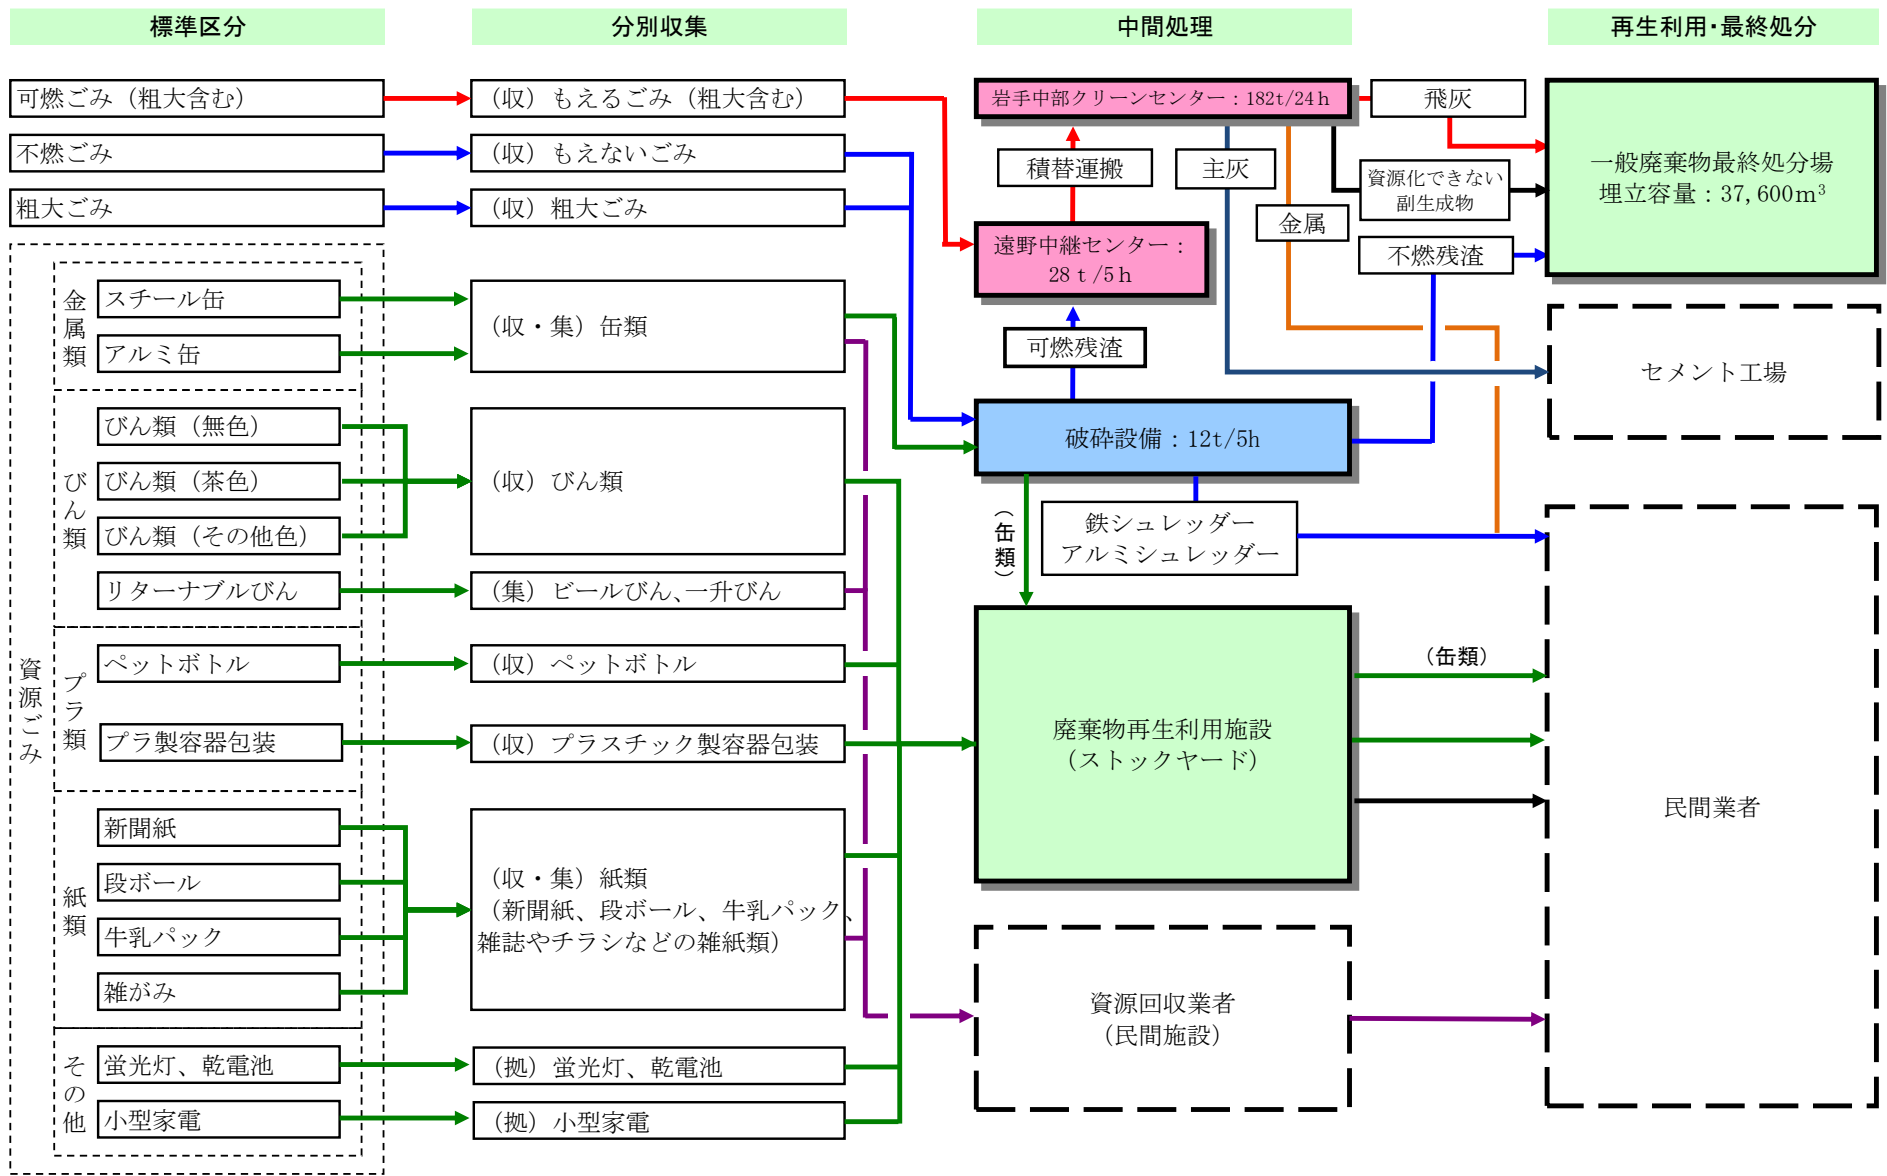 標準区分
分別収集
中間処理
再生利用・最終処分
可燃ごみ（粗大含む）
（収）もえるごみ（粗大含む）
岩手中部クリーンセンター：182t/24ｈ
飛灰
一般廃棄物最終処分場
埋立容量：37,600m³
不燃ごみ
（収）もえないごみ
積替運搬
主灰
資源化できない
副生成物
粗大ごみ
（収）粗大ごみ
金属
遠野中継センター：
28ｔ/5ｈ
不燃残渣
資源ごみ
金属類
スチール缶
アルミ缶
（収・集）缶類
可燃残渣
セメント工場
びん類
びん類（無色）
びん類（茶色）
びん類（その他色）
（収）びん類
破砕設備：12t/5h
（缶類）
鉄シュレッダー
アルミシュレッダー
リターナブルびん
（集）ビールびん、一升びん
プラ類
ペットボトル
（収）ペットボトル
（缶類）
プラ製容器包装
（収）プラスチック製容器包装
廃棄物再生利用施設
（ストックヤード）
民間業者
紙類
新聞紙
段ボール
牛乳パック
雑がみ
（収・集）紙類
（新聞紙、段ボール、牛乳パック、
雑誌やチラシなどの雑紙類）
資源回収業者
（民間施設）
その他
蛍光灯、乾電池
（拠）蛍光灯、乾電池
小型家電
（拠）小型家電